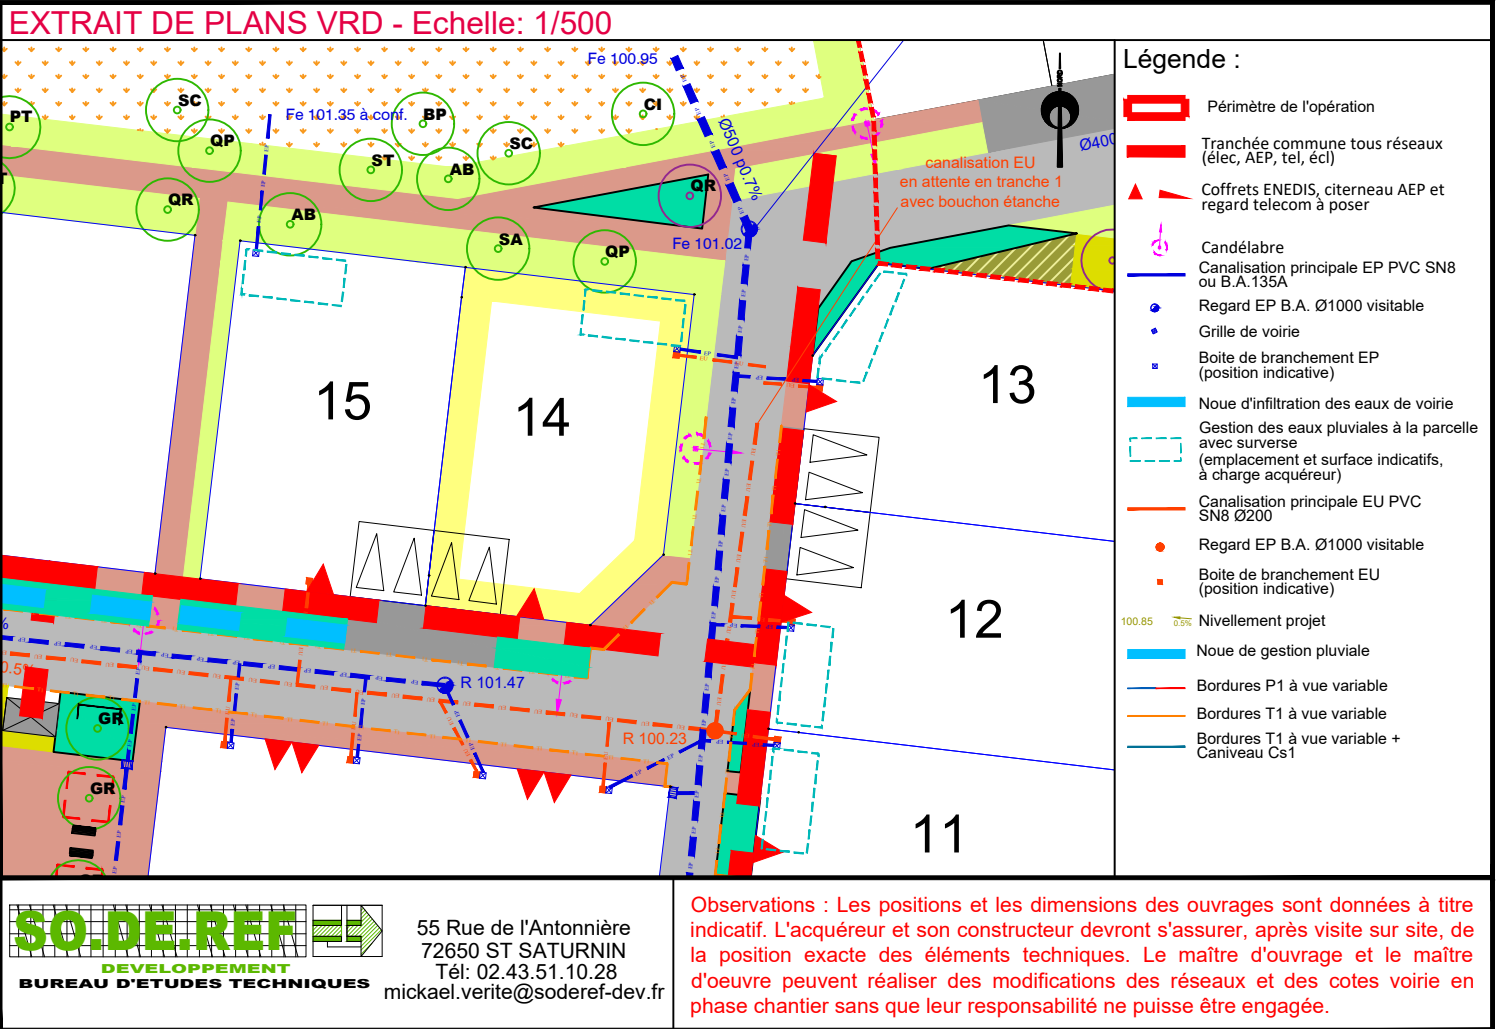 EXTRAIT DE PLANS VRD - Echelle: 1/500
Fe 100.95
Fe 101.35 à conf.
PT
SC
QP
BP
ST
AB
SC
CI
QR
AB
SA
QP
QR
Ø500 p0.7%
Ø400
Fe 101.02
canalisation EU
en attente en tranche 1
avec bouchon étanche
NORD
15
14
13
12
11
R 101.47
R 100.23
0.5%
GR
GR
EP
EU
Légende :
Périmètre de l'opération
Tranchée commune tous réseaux
(élec, AEP, tel, écl)
Coffrets ENEDIS, citerneau AEP et
regard telecom à poser
Candélabre
Canalisation principale EP PVC SN8
ou B.A.135A
Regard EP B.A. Ø1000 visitable
Grille de voirie
Boite de branchement EP
(position indicative)
Noue d'infiltration des eaux de voirie
Gestion des eaux pluviales à la parcelle
avec surverse
(emplacement et surface indicatifs,
à charge acquéreur)
Canalisation principale EU PVC
SN8 Ø200
Regard EP B.A. Ø1000 visitable
Boite de branchement EU
(position indicative)
100.85 0.5% Nivellement projet
Noue de gestion pluviale
Bordures P1 à vue variable
Bordures T1 à vue variable
Bordures T1 à vue variable +
Caniveau Cs1
SO.DE.REF
DEVELOPPEMENT
BUREAU D'ETUDES TECHNIQUES
55 Rue de l'Antonnière
72650 ST SATURNIN
Tél: 02.43.51.10.28
mickael.verite@soderef-dev.fr
Observations : Les positions et les dimensions des ouvrages sont données à titre
indicatif. L'acquéreur et son constructeur devront s'assurer, après visite sur site, de
la position exacte des éléments techniques. Le maître d'ouvrage et le maître
d'oeuvre peuvent réaliser des modifications des réseaux et des cotes voirie en
phase chantier sans que leur responsabilité ne puisse être engagée.